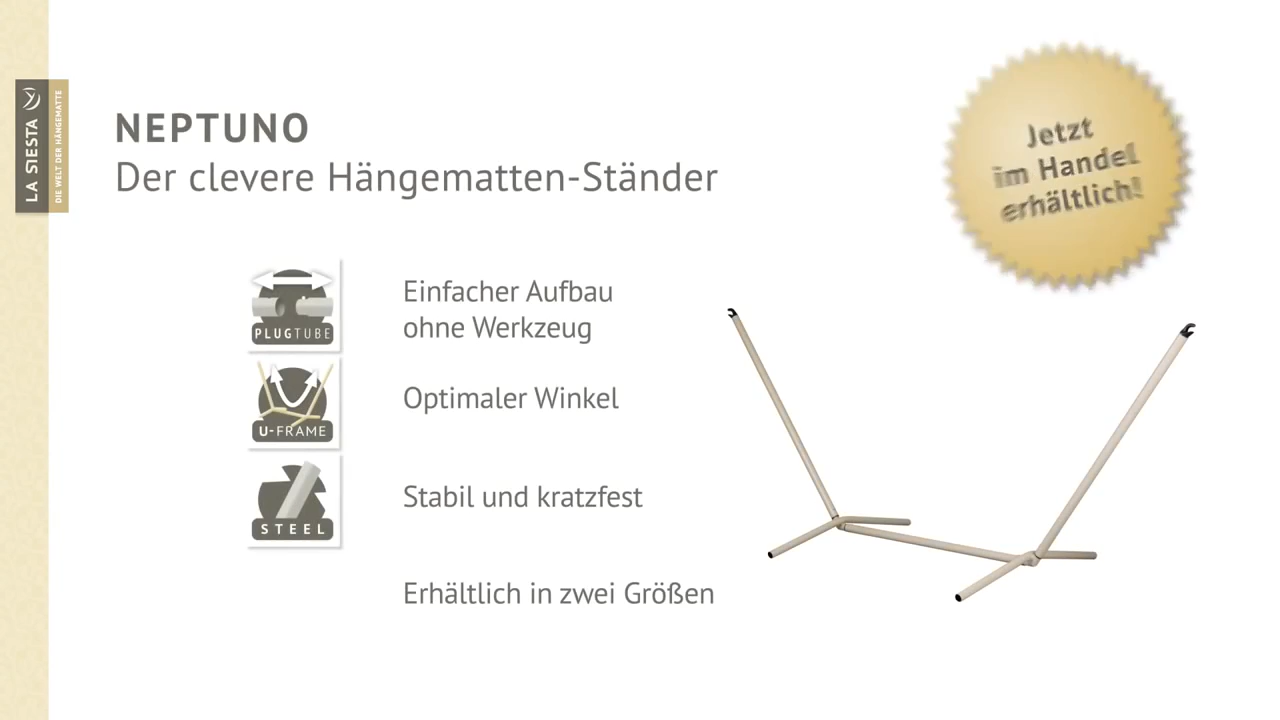 LA SIESTA
DIE WELT DER HÄNGEMATTE
NEPTUNO
Der clevere Hängematten-Ständer
Jetzt
im Handel
erhältlich!
PLUGTUBE
Einfacher Aufbau
ohne Werkzeug
U-FRAME
Optimaler Winkel
STEEL
Stabil und kratzfest
Erhältlich in zwei Größen